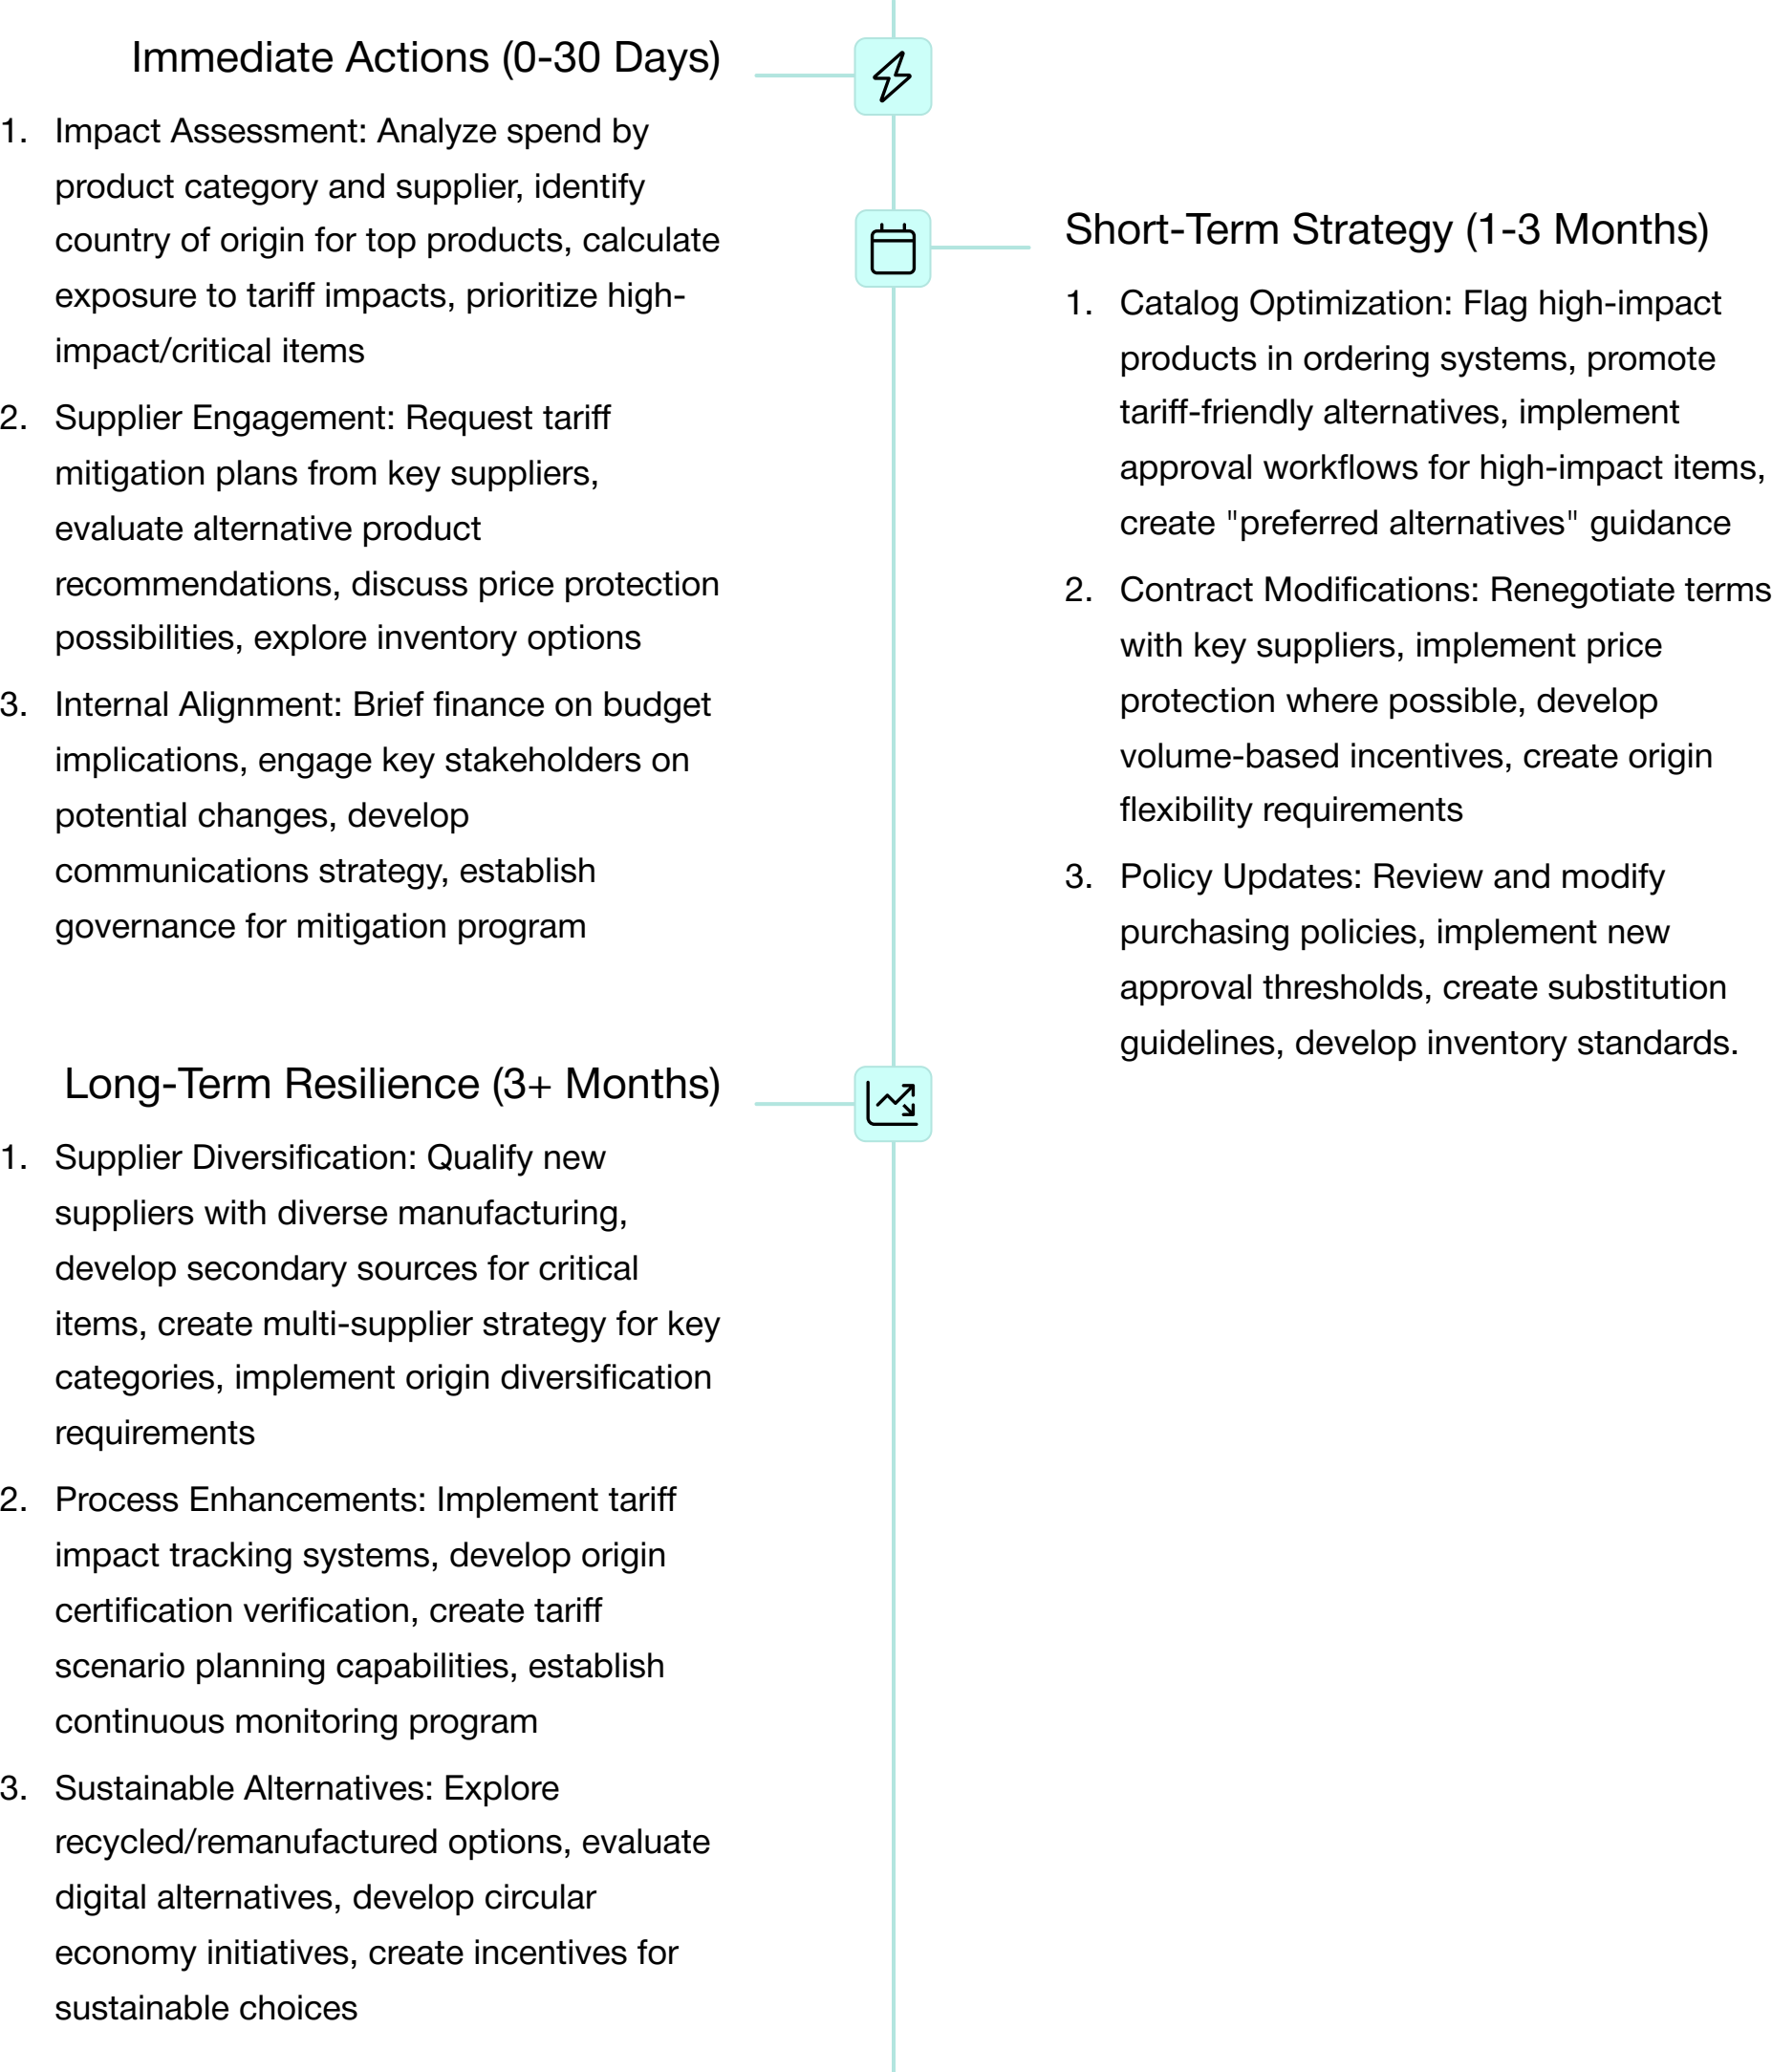 Immediate Actions (0-30 Days)
1. Impact Assessment: Analyze spend by
product category and supplier, identify
country of origin for top products, calculate
exposure to tariff impacts, prioritize high-
impact/critical items
2. Supplier Engagement: Request tariff
mitigation plans from key suppliers,
evaluate alternative product
recommendations, discuss price protection
possibilities, explore inventory options
3. Internal Alignment: Brief finance on budget
implications, engage key stakeholders on
potential changes, develop
communications strategy, establish
governance for mitigation program
Short-Term Strategy (1-3 Months)
1. Catalog Optimization: Flag high-impact
products in ordering systems, promote
tariff-friendly alternatives, implement
approval workflows for high-impact items,
create "preferred alternatives" guidance
2. Contract Modifications: Renegotiate terms
with key suppliers, implement price
protection where possible, develop
volume-based incentives, create origin
flexibility requirements
3. Policy Updates: Review and modify
purchasing policies, implement new
approval thresholds, create substitution
guidelines, develop inventory standards.
Long-Term Resilience (3+ Months)
1. Supplier Diversification: Qualify new
suppliers with diverse manufacturing,
develop secondary sources for critical
items, create multi-supplier strategy for key
categories, implement origin diversification
requirements
2. Process Enhancements: Implement tariff
impact tracking systems, develop origin
certification verification, create tariff
scenario planning capabilities, establish
continuous monitoring program
3. Sustainable Alternatives: Explore
recycled/remanufactured options, evaluate
digital alternatives, develop circular
economy initiatives, create incentives for
sustainable choices